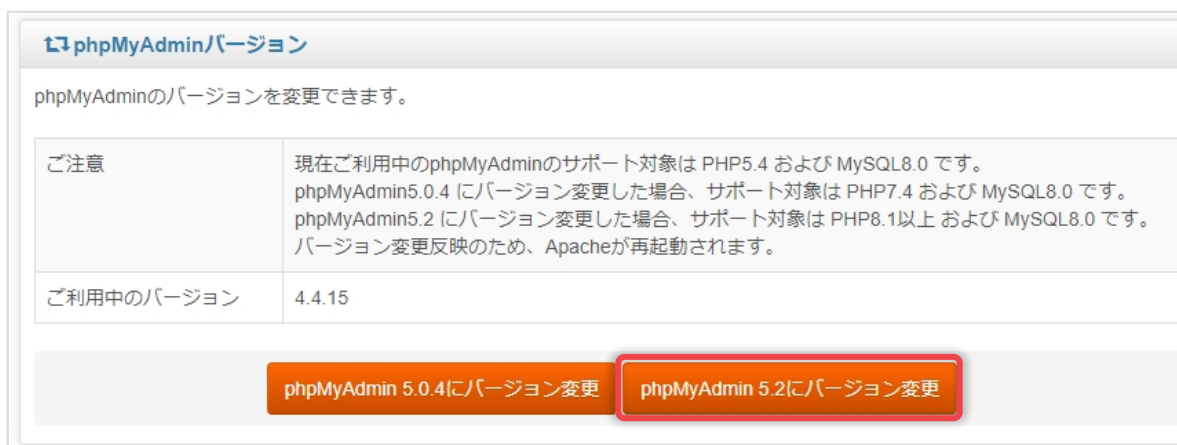 phpMyAdminバージョン
phpMyAdminのバージョンを変更できます。
ご注意
現在ご利用中のphpMyAdminのサポート対象は PHP5.4 および MySQL8.0 です。
phpMyAdmin5.0.4 にバージョン変更した場合、サポート対象は PHP7.4 および MySQL8.0 です。
phpMyAdmin5.2 にバージョン変更した場合、サポート対象は PHP8.1以上 および MySQL8.0 です。
バージョン変更反映のため、Apacheが再起動されます。
ご利用中のバージョン
4.4.15
phpMyAdmin 5.0.4にバージョン変更
phpMyAdmin 5.2にバージョン変更